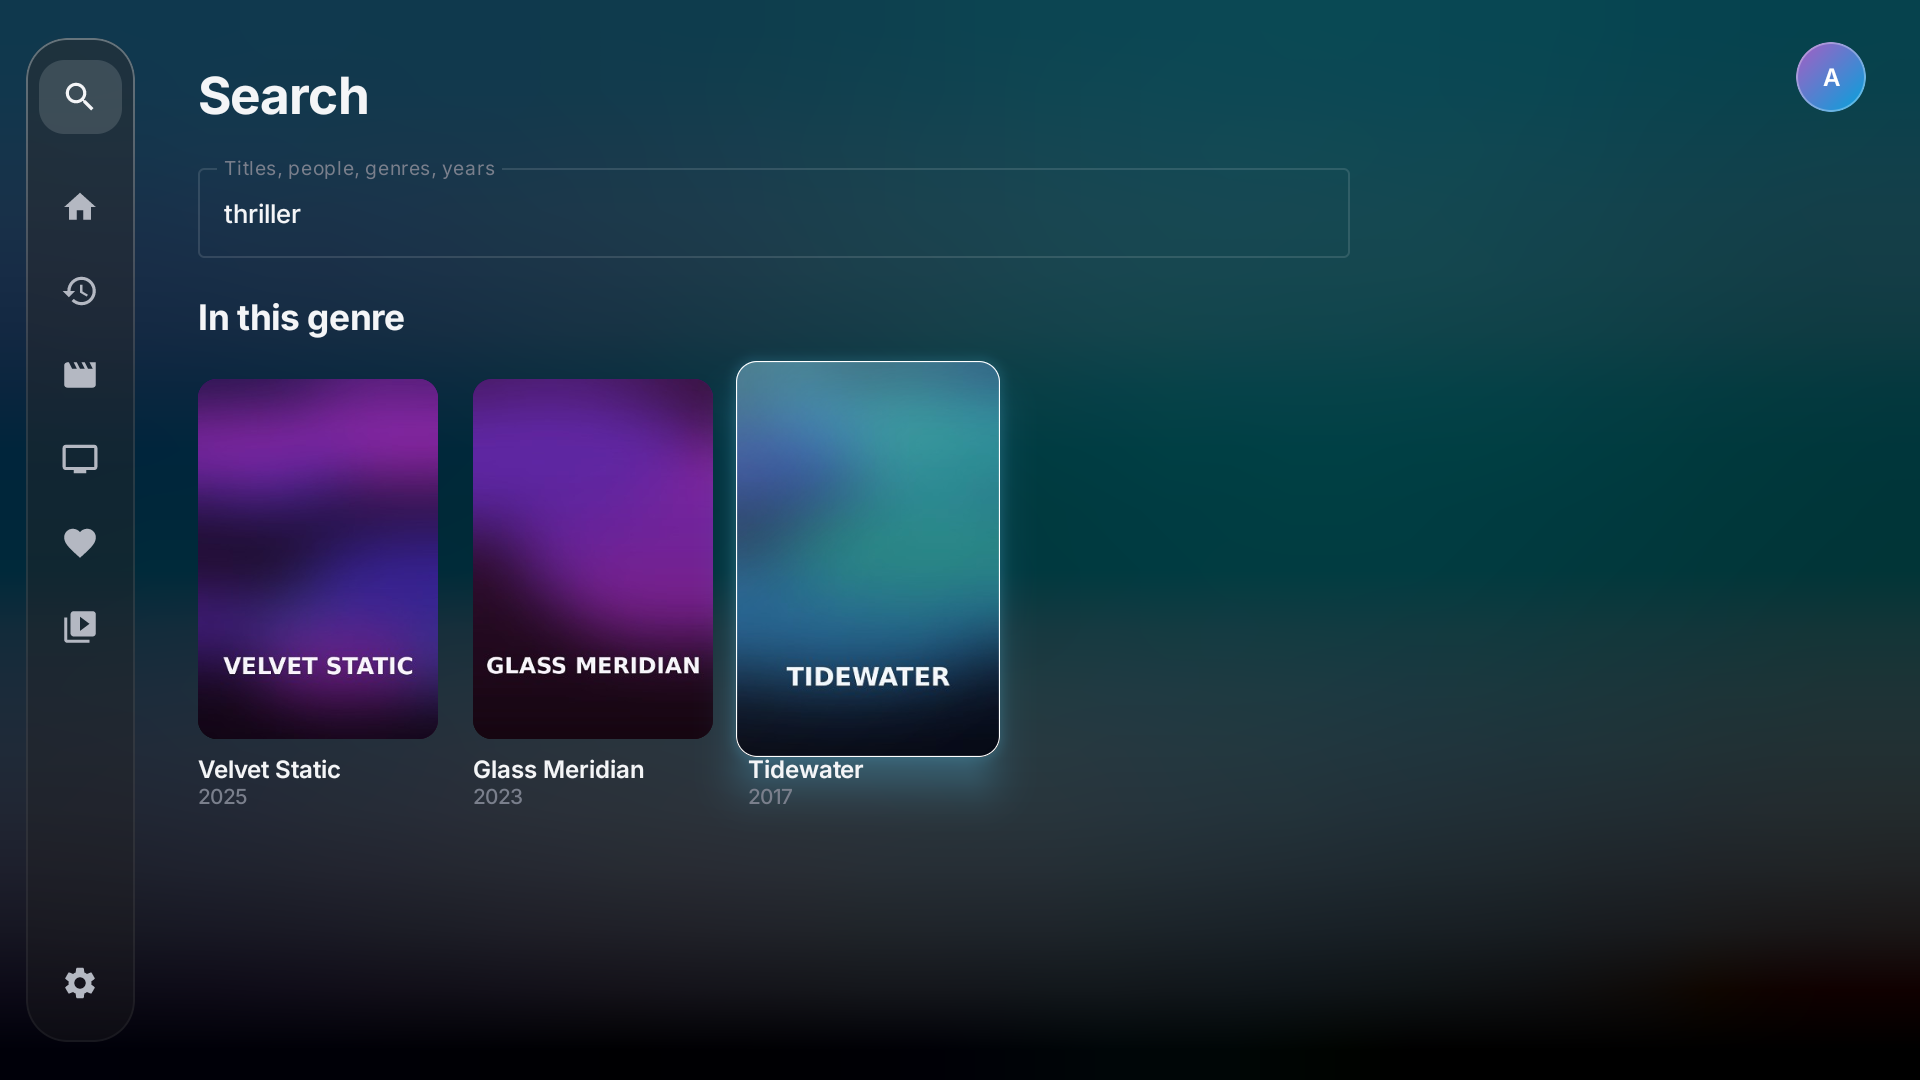 Search
A
Titles, people, genres, years
thriller
In this genre
VELVET STATIC
GLASS MERIDIAN
TIDEWATER
Velvet Static
2025
Glass Meridian
2023
Tidewater
2017